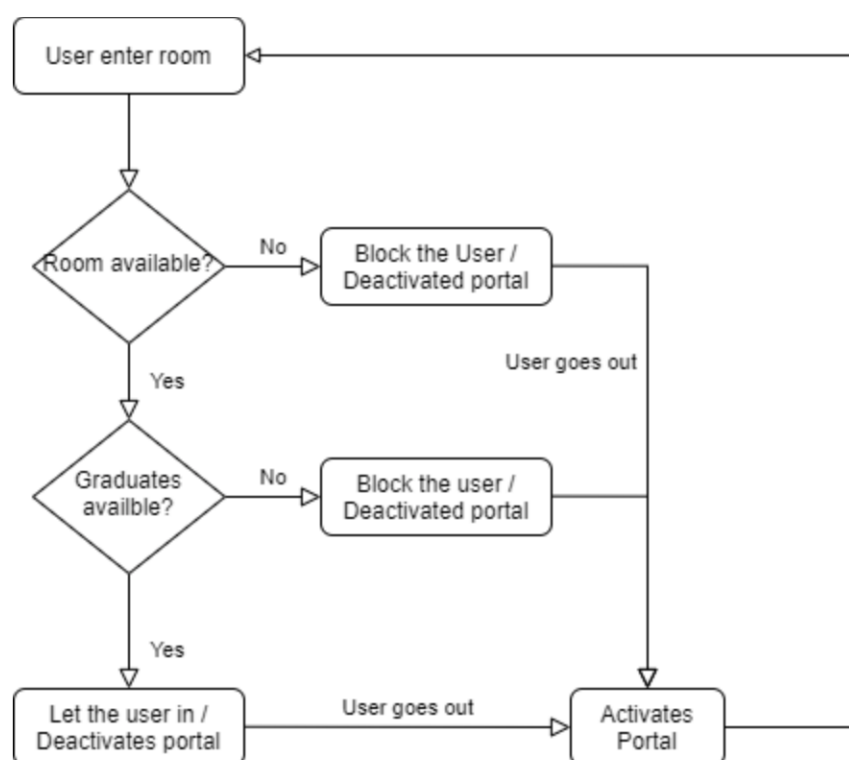 User enter room
Room available?
No
Block the User /
Deactivated portal
User goes out
Yes
Graduates
availble?
No
Block the user /
Deactivated portal
Yes
Let the user in /
Deactivates portal
User goes out
Activates
Portal